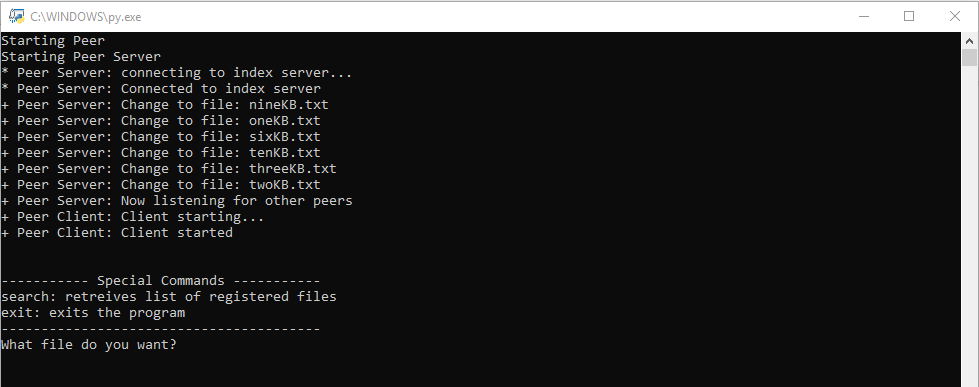 C:\WINDOWS\py.exe
Starting Peer
Starting Peer Server
* Peer Server: connecting to index server...
* Peer Server: Connected to index server
+ Peer Server: Change to file: nineKB.txt
+ Peer Server: Change to file: oneKB.txt
+ Peer Server: Change to file: sixKB.txt
+ Peer Server: Change to file: tenKB.txt
+ Peer Server: Change to file: threeKB.txt
+ Peer Server: Change to file: twoKB.txt
+ Peer Server: Now listening for other peers
+ Peer Client: Client starting...
+ Peer Client: Client started
----------- Special Commands -----------
search: retreives list of registered files
exit: exits the program
----------------------------------------
What file do you want?